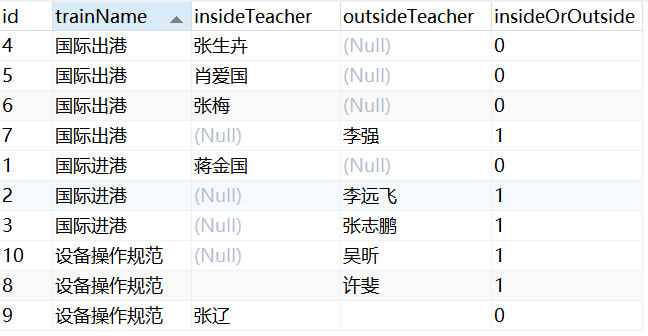 id trainName insideTeacher outsideTeacher insideOrOutside
4 国际出港 张生卉 (Null) 0
5 国际出港 肖爱国 (Null) 0
6 国际出港 张梅 (Null) 0
7 国际出港 (Null) 李强 1
1 国际进港 蒋金国 (Null) 0
2 国际进港 (Null) 李远飞 1
3 国际进港 (Null) 张志鹏 1
10 设备操作规范 (Null) 吴昕 1
8 设备操作规范 许斐 1
9 设备操作规范 张辽 0